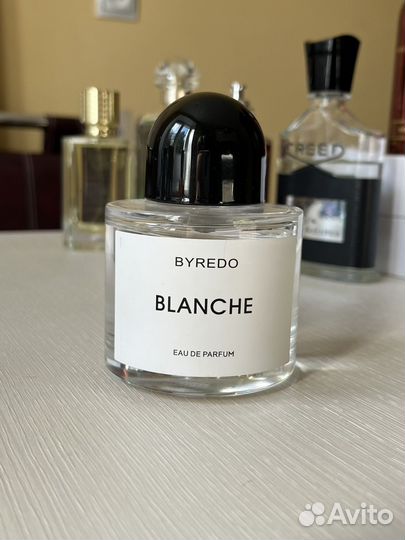 BYREDO
BLANCHE
EAU DE PARFUM
CREED
Avito